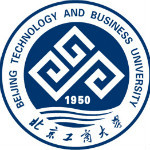 BEIJING TECHNOLOGY AND BUSINESS UNIVERSITY
1950
北京工商大学